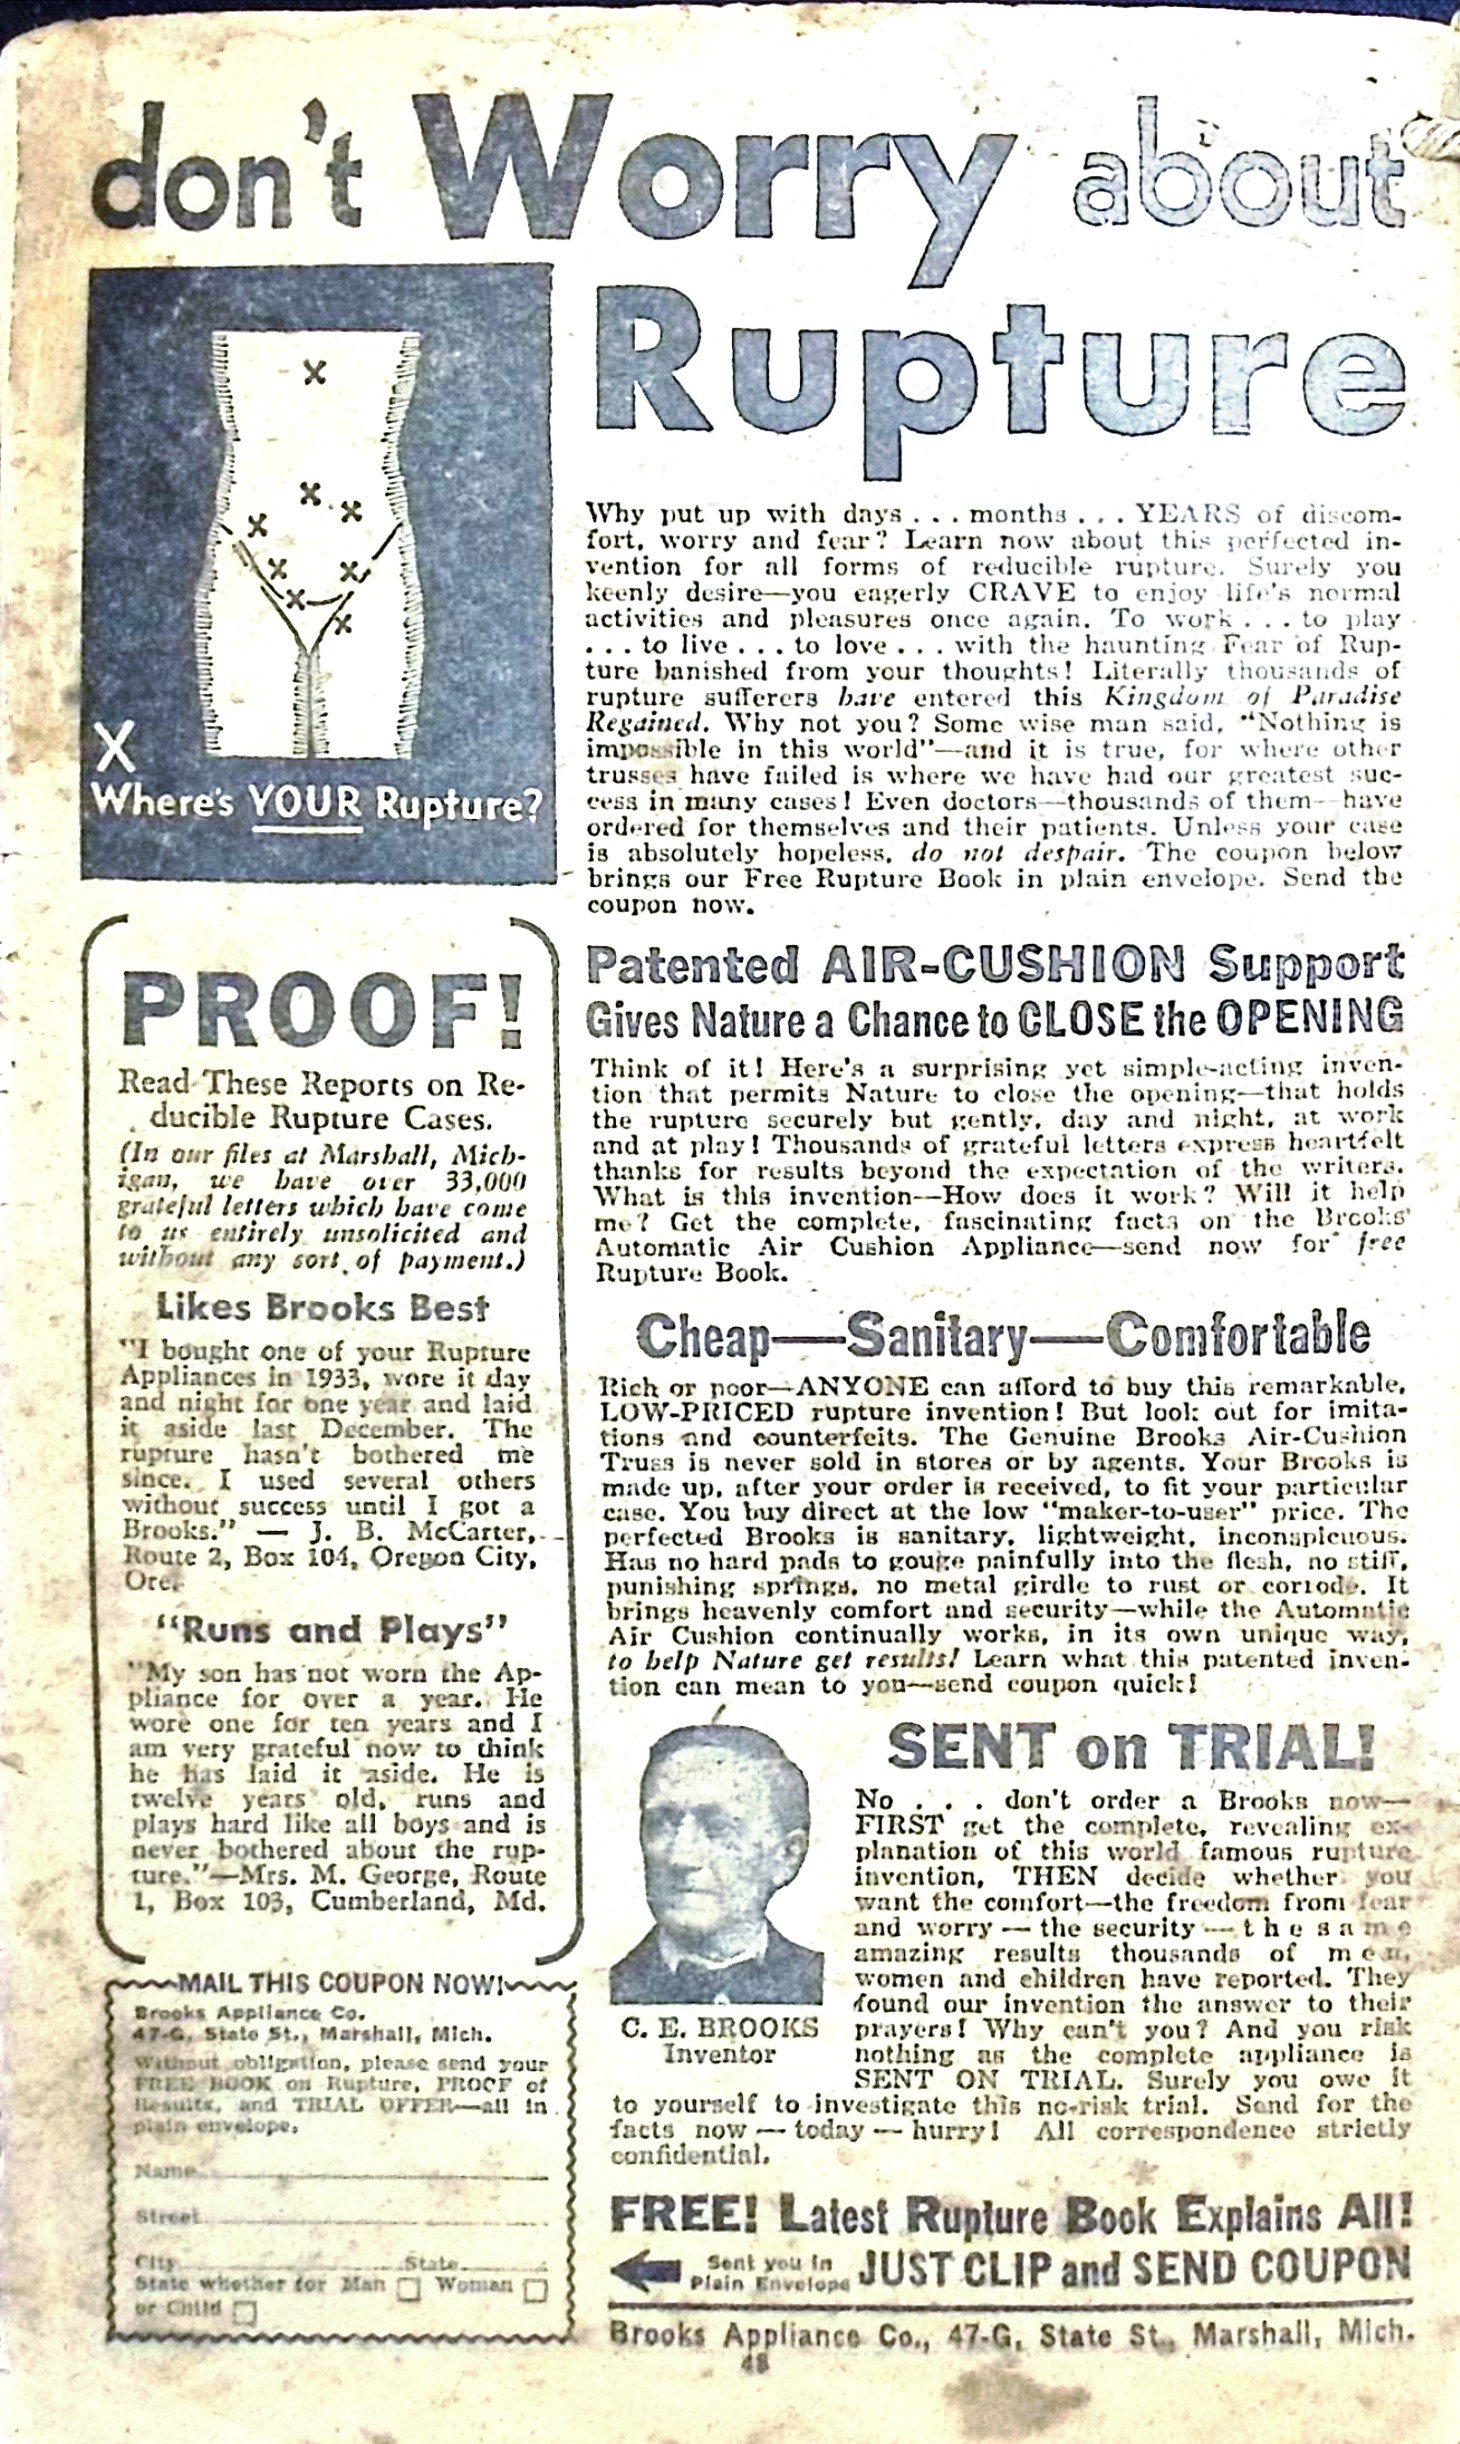 don't Worry about
Rupture
X
X
X
X
X
X
X
X
X
X
Where's YOUR Rupture?
Why put up with days . . . months . . . YEARS of discom-
fort, worry and fear? Learn now about this perfected in-
vention for all forms of reducible rupture. Surely you
keenly desire—you eagerly CRAVE to enjoy life's normal
activities and pleasures once again. To work . . . to play
. . . to live . . . to love . . . with the haunting Fear of Rup-
ture banished from your thoughts! Literally thousands of
rupture sufferers have entered this Kingdom of Paradise
Regained. Why not you? Some wise man said, "Nothing is
impossible in this world"—and it is true, for where other
trusses have failed is where we have had our greatest suc-
cess in many cases! Even doctors—thousands of them—have
ordered for themselves and their patients. Unless your case
is absolutely hopeless, do not despair. The coupon below
brings our Free Rupture Book in plain envelope. Send the
coupon now.
PROOF!
Read These Reports on Re-
ducible Rupture Cases.
(In our files at Marshall, Mich-
igan, we have over 33,000
grateful letters which have come
to us entirely unsolicited and
without any sort of payment.)
Likes Brooks Best
"I bought one of your Rupture
Appliances in 1933, wore it day
and night for one year and laid
it aside last December. The
rupture hasn't bothered me
since. I used several others
without success until I got a
Brooks." — J. B. McCarter,
Route 2, Box 104, Oregon City,
Ore.
"Runs and Plays"
"My son has not worn the Ap-
pliance for over a year. He
wore one for ten years and I
am very grateful now to think
he has laid it aside. He is
twelve years old, runs and
plays hard like all boys and is
never bothered about the rup-
ture."—Mrs. M. George, Route
1, Box 103, Cumberland, Md.
Patented AIR-CUSHION Support
Gives Nature a Chance to CLOSE the OPENING
Think of it! Here's a surprising yet simple-acting inven-
tion that permits Nature to close the opening—that holds
the rupture securely but gently, day and night, at work
and at play! Thousands of grateful letters express heartfelt
thanks for results beyond the expectation of the writers.
What is this invention—How does it work? Will it help
me? Get the complete, fascinating facts on the Brooks
Automatic Air Cushion Appliance—send now for free
Rupture Book.
Cheap—Sanitary—Comfortable
Rich or poor—ANYONE can afford to buy this remarkable,
LOW-PRICED rupture invention! But look out for imita-
tions and counterfeits. The Genuine Brooks Air-Cushion
Truss is never sold in stores or by agents. Your Brooks is
made up, after your order is received, to fit your particular
case. You buy direct at the low "maker-to-user" price. The
perfected Brooks is sanitary, lightweight, inconspicuous.
Has no hard pads to gouge painfully into the flesh, no stiff,
punishing springs, no metal girdle to rust or corrode. It
brings heavenly comfort and security—while the Automatic
Air Cushion continually works, in its own unique way,
to help Nature get results! Learn what this patented inven-
tion can mean to you—send coupon quick!
SENT on TRIAL!
No . . . don't order a Brooks now—
FIRST get the complete, revealing ex-
planation of this world famous rupture
invention, THEN decide whether you
want the comfort—the freedom from fear
and worry — the security — the same
amazing results thousands of men,
women and children have reported. They
found our invention the answer to their
prayers! Why can't you? And you risk
nothing as the complete appliance is
SENT ON TRIAL. Surely you owe it
to yourself to investigate this no-risk trial. Send for the
facts now — today — hurry! All correspondence strictly
confidential.
C. E. BROOKS
Inventor
FREE! Latest Rupture Book Explains All!
Sent you in
Plain Envelope
JUST CLIP and SEND COUPON
Brooks Appliance Co., 47-G, State St., Marshall, Mich.
MAIL THIS COUPON NOW!
Brooks Appliance Co.
47-G, State St., Marshall, Mich.
Without obligation, please send your
FREE BOOK on Rupture, PROOF of
Results, and TRIAL OFFER—all in
plain envelope.
Name
Street
City State
State whether for Man Woman
or Child
48